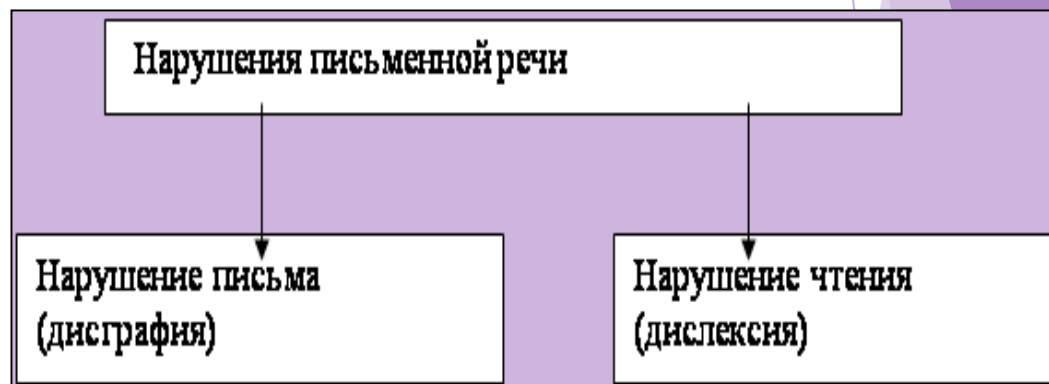 Нарушения письменной речи
Нарушение письма
(дисграфия)
Нарушение чтения
(дислексия)